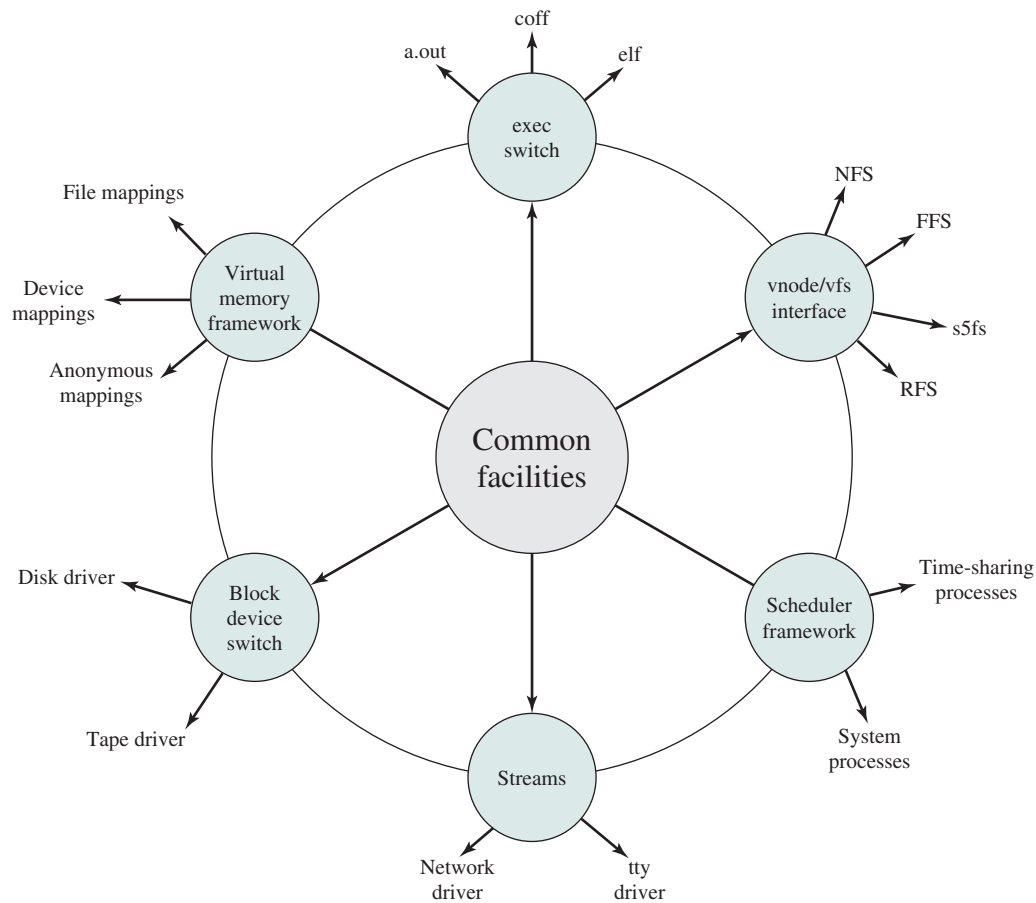 coff
a.out
elf
exec
switch
NFS
File mappings
FFS
Virtual
memory
framework
vnode/vfs
interface
Device
mappings
s5fs
Anonymous
mappings
RFS
Common
facilities
Disk driver
Block
device
switch
Scheduler
framework
Time-sharing
processes
Tape driver
System
processes
Streams
Network
driver
tty
driver